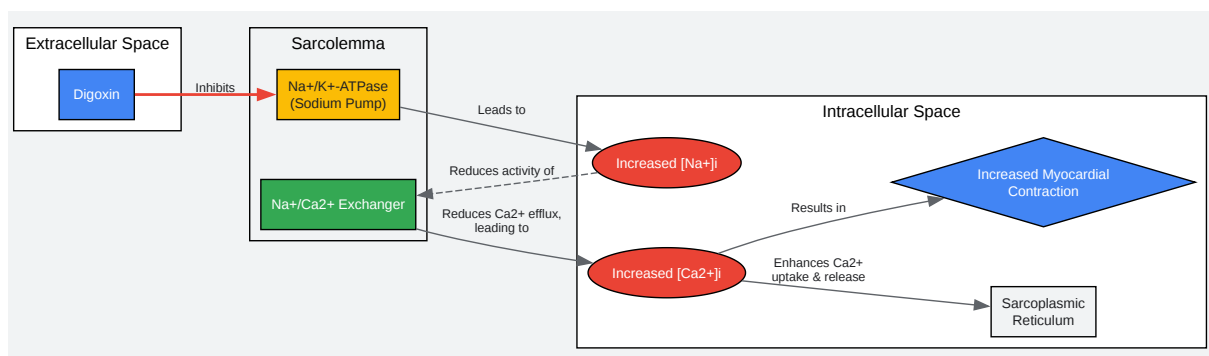 Extracellular Space
Digoxin
Inhibits
Sarcolemma
Na+/K+-ATPase
(Sodium Pump)
Na+/Ca2+ Exchanger
Leads to
Reduces activity of
Reduces Ca2+ efflux,
leading to
Intracellular Space
Increased [Na+]i
Increased [Ca2+]i
Results in
Increased Myocardial
Contraction
Enhances Ca2+
uptake & release
Sarcoplasmic
Reticulum